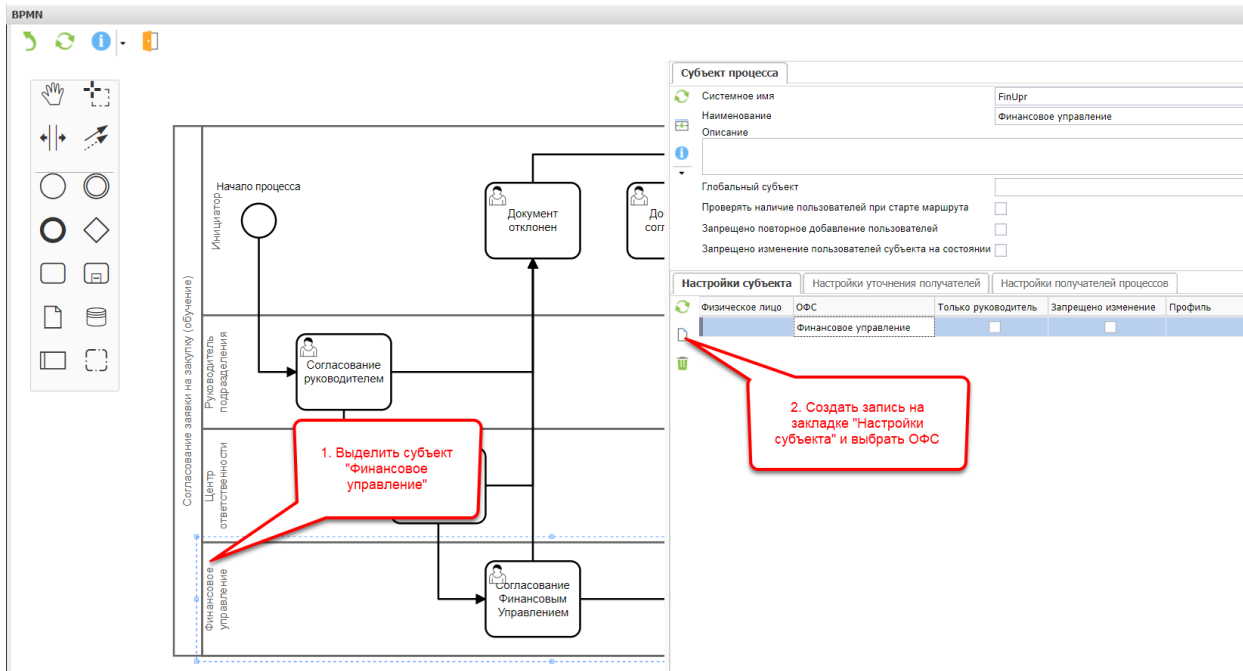 BPMN
Субъект процесса
Системное имя
FinUpr
Наименование
Финансовое управление
Описание
Глобальный субъект
Проверять наличие пользователей при старте маршрута
Запрещено повторное добавление пользователей
Запрещено изменение пользователей субъекта на состоянии
Настройки субъекта
Настройки уточнения получателей
Настройки получателей процессов
Физическое лицо
ОФС
Только руководитель
Запрещено изменение
Профиль
Финансовое управление
2. Создать запись на
закладке "Настройки
субъекта" и выбрать ОФС
Согласование заявки на закупку (обучение)
Инициатор
Начало процесса
Документ
отклонен
До
согл
Руководитель
подразделения
Согласование
руководителем
Центр
ответственности
1. Выделить субъект
"Финансовое
управление"
Финансовое
управление
Согласование
Финансовым
Управлением